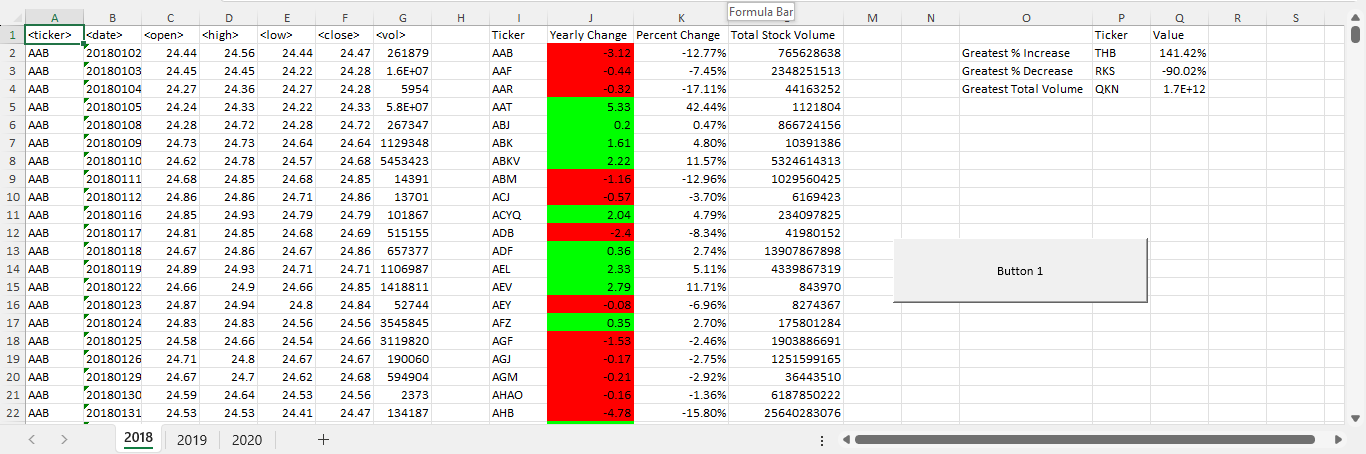 Formula Bar
A B C D E F G H I J K L M N O P Q R S
1 <ticker> <date> <open> <high> <low> <close> <vol> Ticker Yearly Change Percent Change Total Stock Volume Ticker Value
2 AAB 20180102 24.44 24.56 24.44 24.47 261879 AAB -3.12 -12.77% 765628638 Greatest % Increase THB 141.42%
3 AAB 20180103 24.45 24.45 24.22 24.28 1.6E+07 AAF -0.44 -7.45% 2348251513 Greatest % Decrease RKS -90.02%
4 AAB 20180104 24.27 24.36 24.27 24.28 5954 AAR -0.32 -17.11% 44163252 Greatest Total Volume QKN 1.7E+12
5 AAB 20180105 24.24 24.33 24.22 24.33 5.8E+07 AAT 5.33 42.44% 1121804
6 AAB 20180108 24.28 24.72 24.28 24.72 267347 ABJ 0.2 0.47% 866724156
7 AAB 20180109 24.73 24.73 24.64 24.64 1129348 ABK 1.61 4.80% 10391386
8 AAB 20180110 24.62 24.78 24.57 24.68 5453423 ABKV 2.22 11.57% 5324614313
9 AAB 20180111 24.68 24.85 24.68 24.85 14391 ABM -1.16 -12.96% 1029560425
10 AAB 20180112 24.86 24.86 24.71 24.86 13701 ACJ -0.57 -3.70% 6169423
11 AAB 20180116 24.85 24.93 24.79 24.79 101867 ACYQ 2.04 4.79% 234097825
12 AAB 20180117 24.81 24.85 24.68 24.69 515155 ADB -2.4 -8.34% 41980152
13 AAB 20180118 24.67 24.86 24.67 24.86 657377 ADF 0.36 2.74% 13907867898
14 AAB 20180119 24.89 24.93 24.71 24.71 1106987 AEL 2.33 5.11% 4339867319
15 AAB 20180122 24.66 24.9 24.66 24.85 1418811 AEV 2.79 11.71% 843970
16 AAB 20180123 24.87 24.94 24.8 24.84 52744 AEY -0.08 -6.96% 8274367
17 AAB 20180124 24.83 24.83 24.56 24.56 3545845 AFZ 0.35 2.70% 175801284
18 AAB 20180125 24.58 24.66 24.54 24.66 3119820 AGF -1.53 -2.46% 1903886691
19 AAB 20180126 24.71 24.8 24.67 24.67 190060 AGJ -0.17 -2.75% 1251599165
20 AAB 20180129 24.67 24.7 24.62 24.68 594904 AGM -0.21 -2.92% 36443510
21 AAB 20180130 24.59 24.64 24.53 24.56 2373 AHAO -0.16 -1.36% 6187850222
22 AAB 20180131 24.53 24.53 24.41 24.47 134187 AHB -4.78 -15.80% 25640283076
Button 1
2018 2019 2020